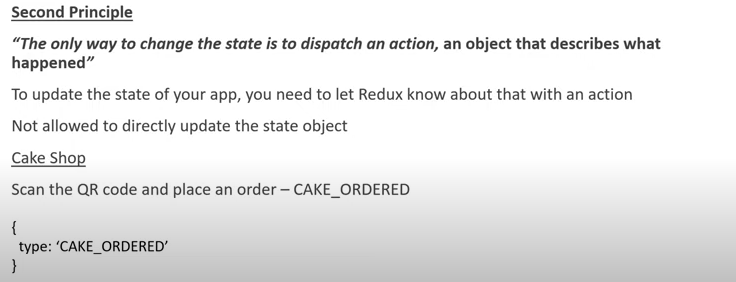 Second Principle
“The only way to change the state is to dispatch an action, an object that describes what
happened”
To update the state of your app, you need to let Redux know about that with an action
Not allowed to directly update the state object
Cake Shop
Scan the QR code and place an order – CAKE_ORDERED
{
type: ‘CAKE_ORDERED’
}